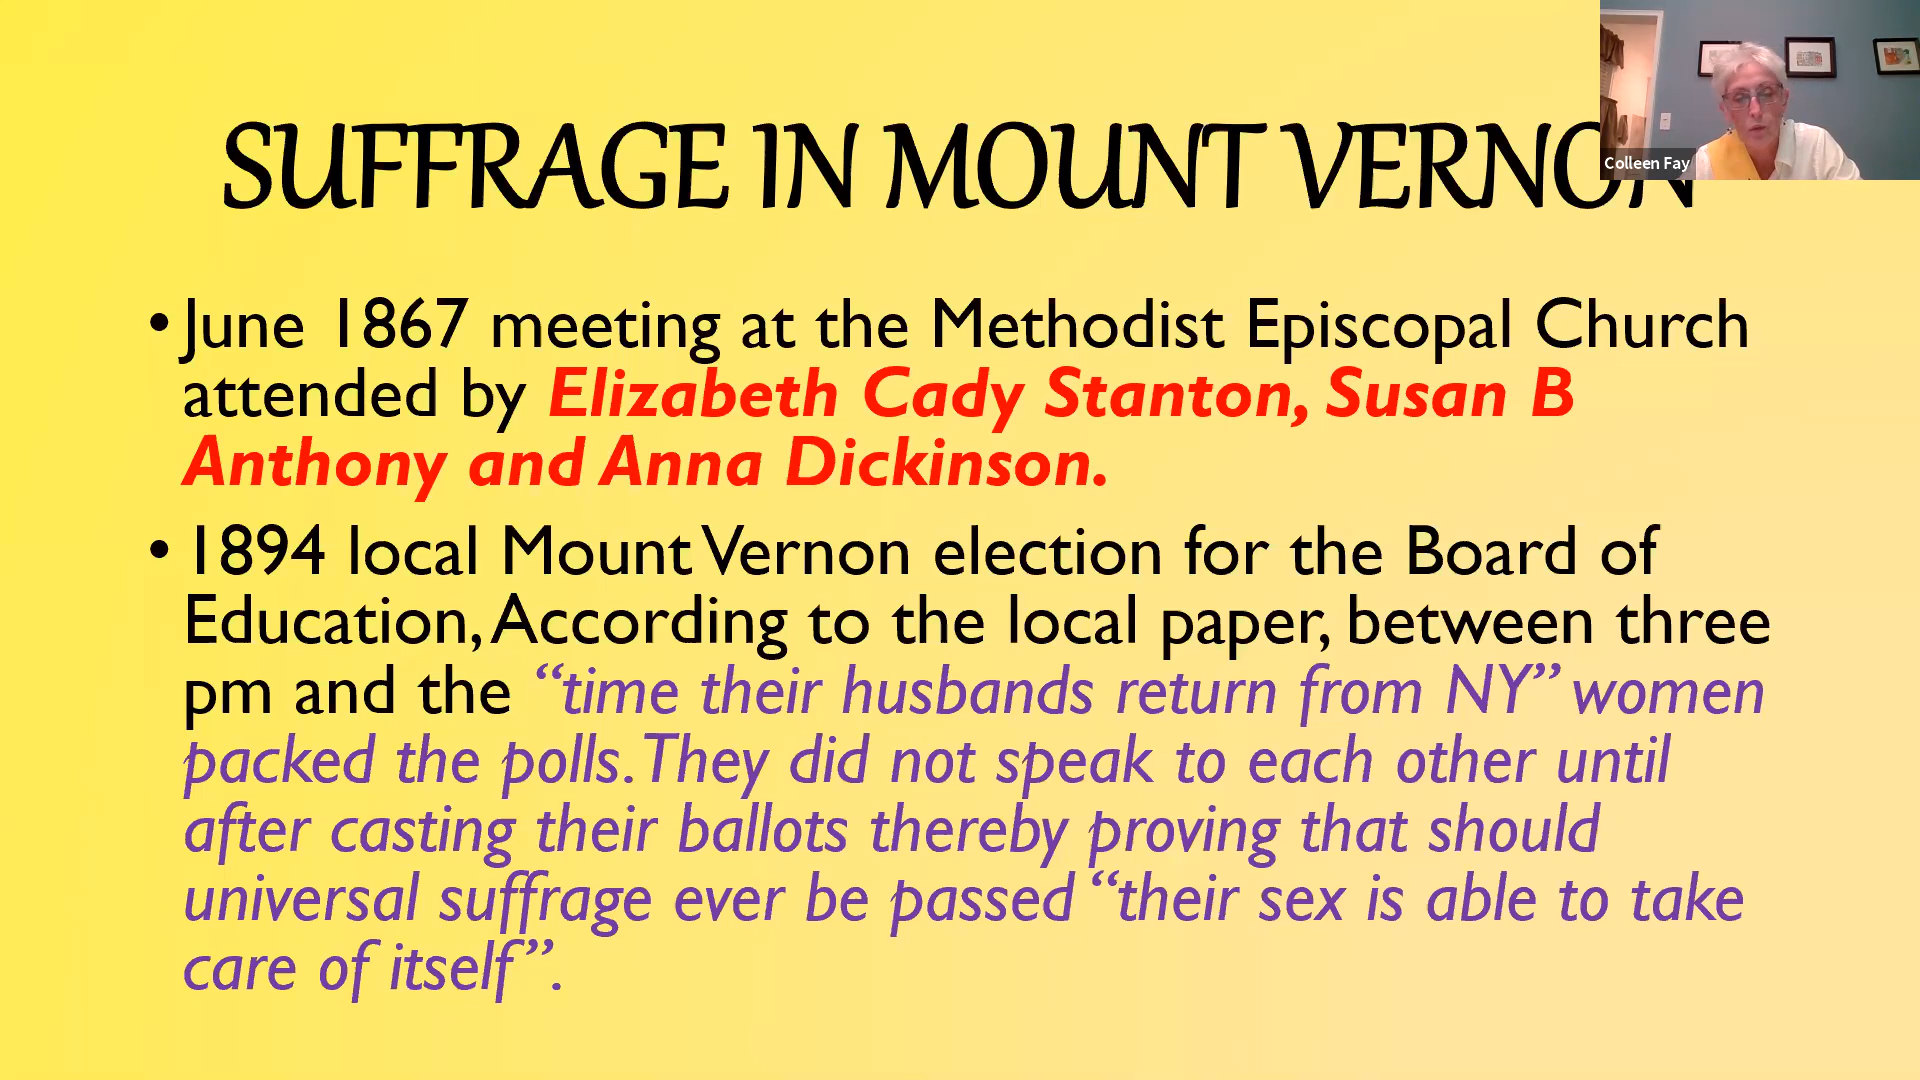 Colleen Fay
SUFFRAGE IN MOUNT VERNON
• June 1867 meeting at the Methodist Episcopal Church
attended by Elizabeth Cady Stanton, Susan B
Anthony and Anna Dickinson.
• 1894 local Mount Vernon election for the Board of
Education, According to the local paper, between three
pm and the “time their husbands return from NY” women
packed the polls. They did not speak to each other until
after casting their ballots thereby proving that should
universal suffrage ever be passed “their sex is able to take
care of itself”.